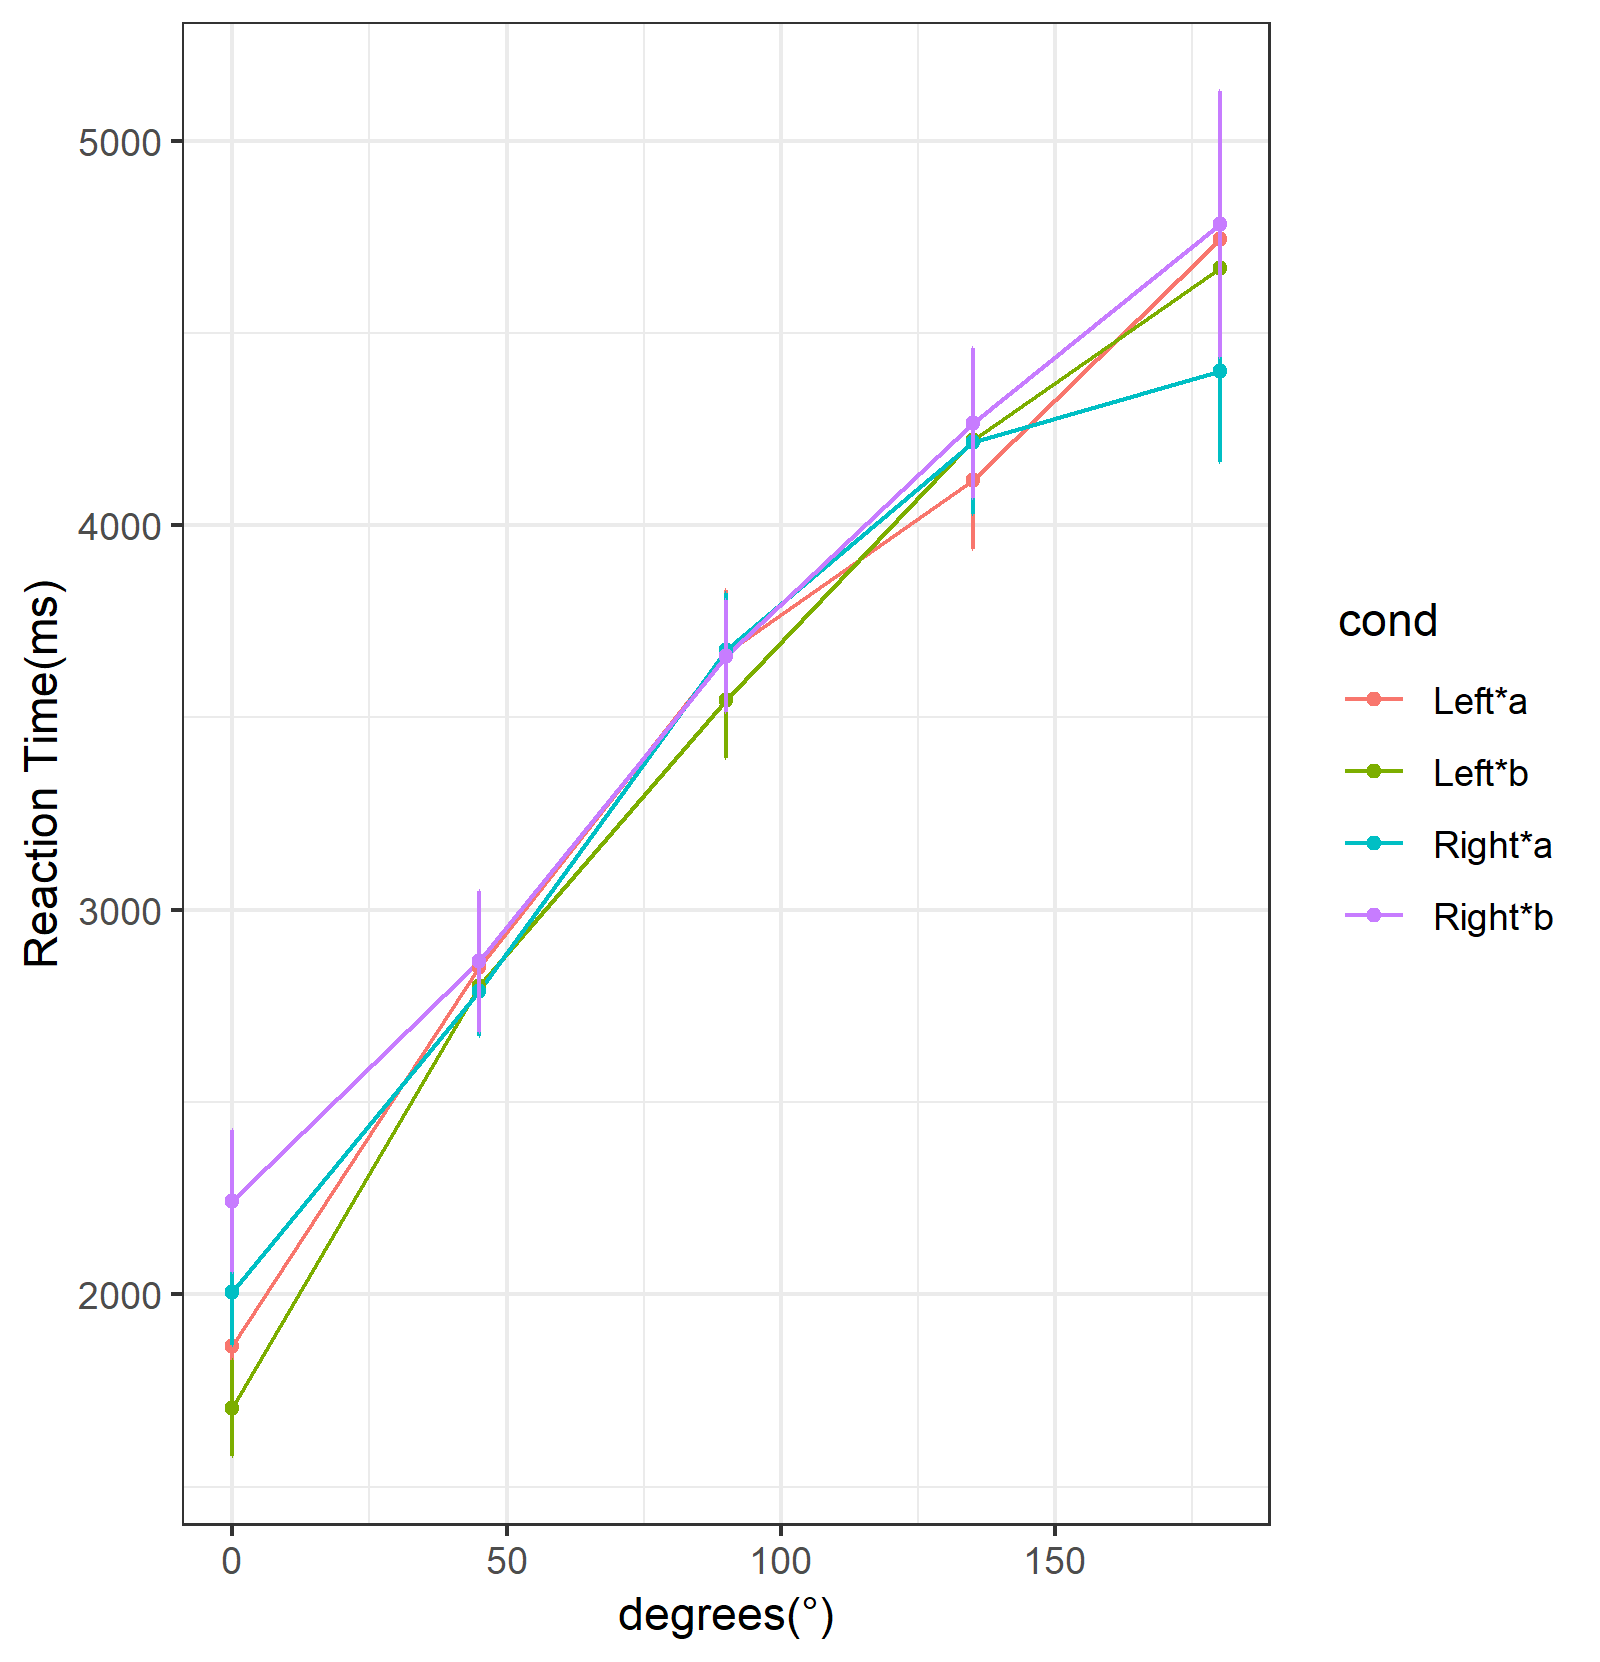 5000
4000
3000
2000
Reaction Time(ms)
0 50 100 150
degrees(°)
cond
Left*a
Left*b
Right*a
Right*b